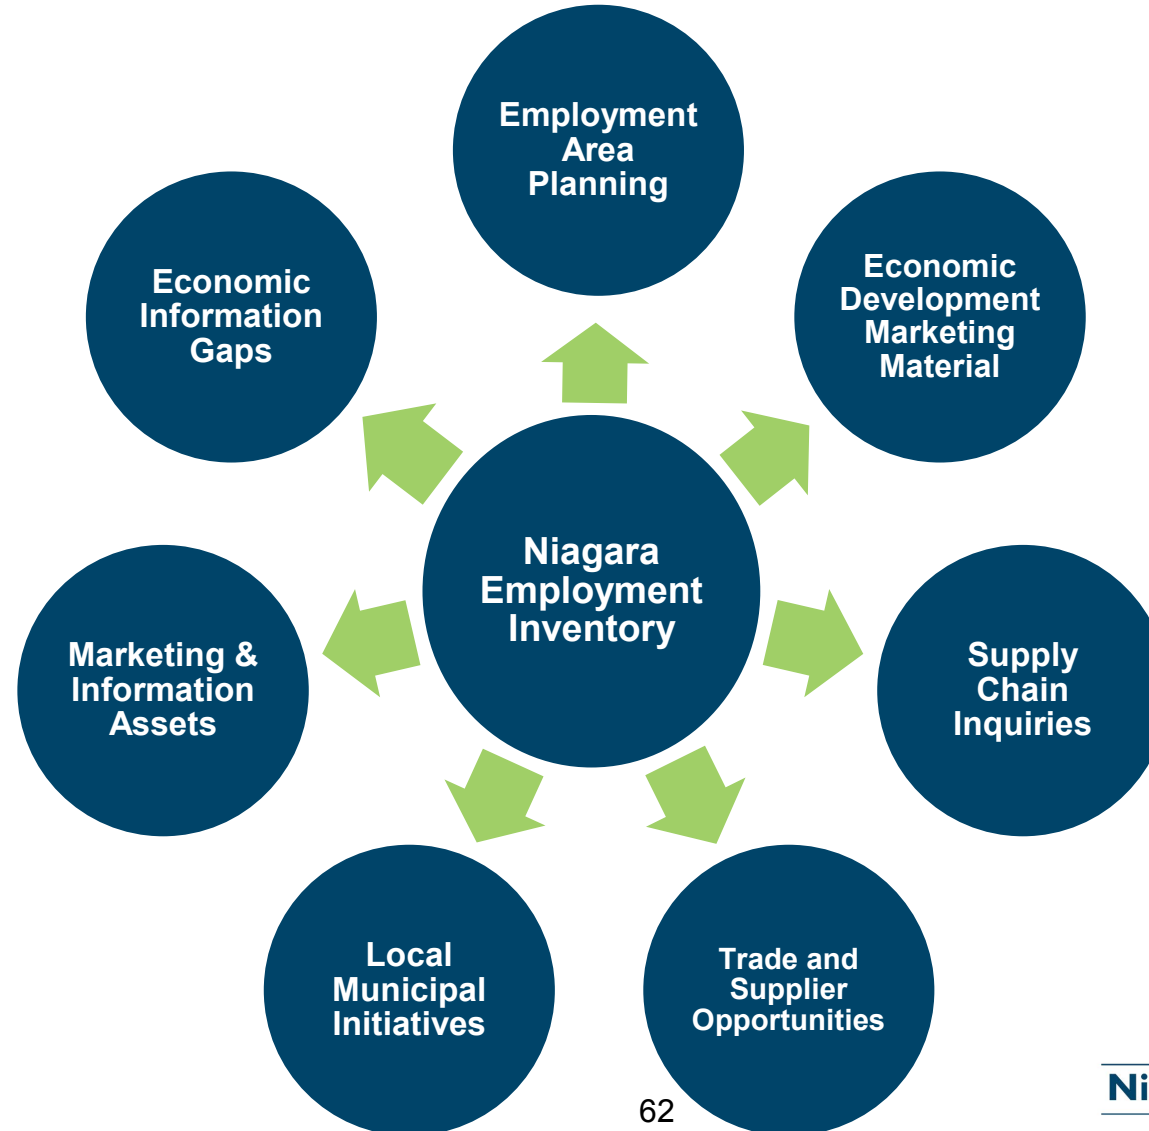 Employment
Area
Planning
Economic
Information
Gaps
Economic
Development
Marketing
Material
Niagara
Employment
Inventory
Marketing &
Information
Assets
Supply
Chain
Inquiries
Local
Municipal
Initiatives
Trade and
Supplier
Opportunities
62
Ni